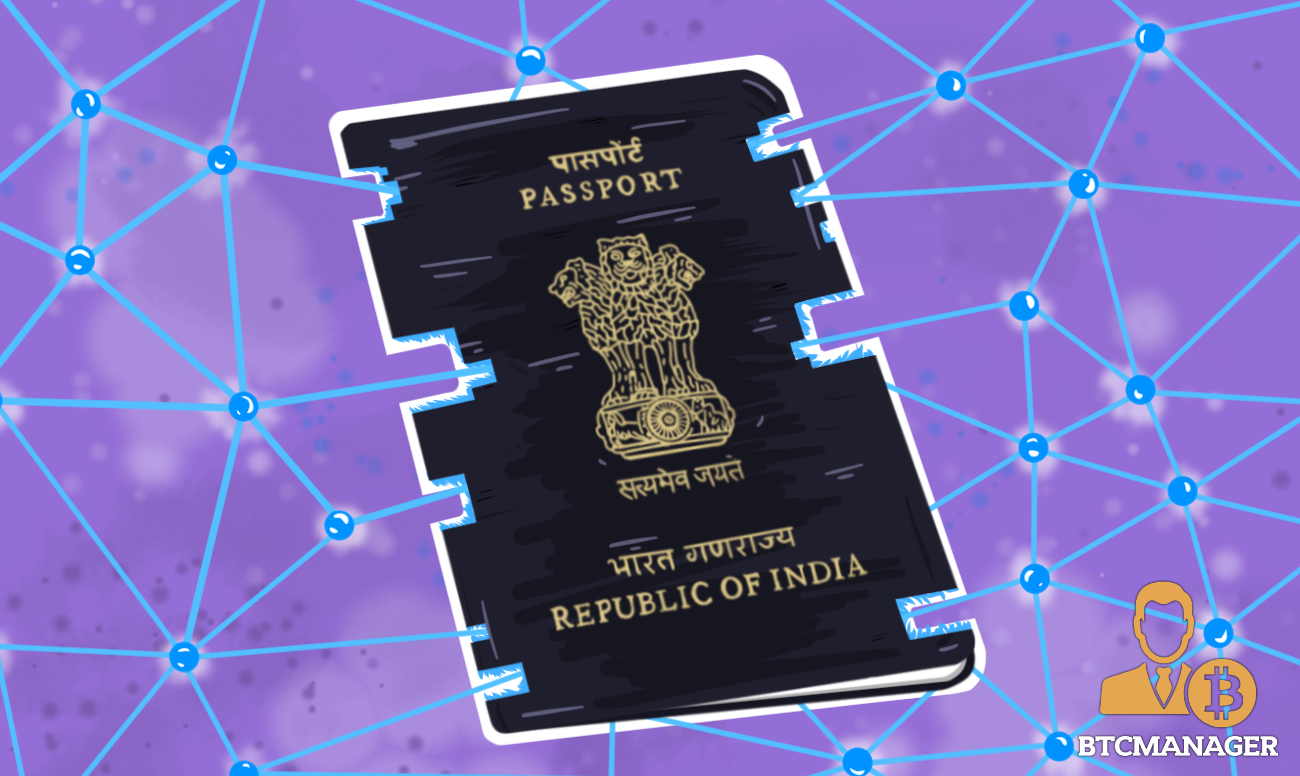 पासपोर्ट
PASSPORT
सत्यमेव जयते
भारत गणराज्य
REPUBLIC OF INDIA
BTCMANAGER